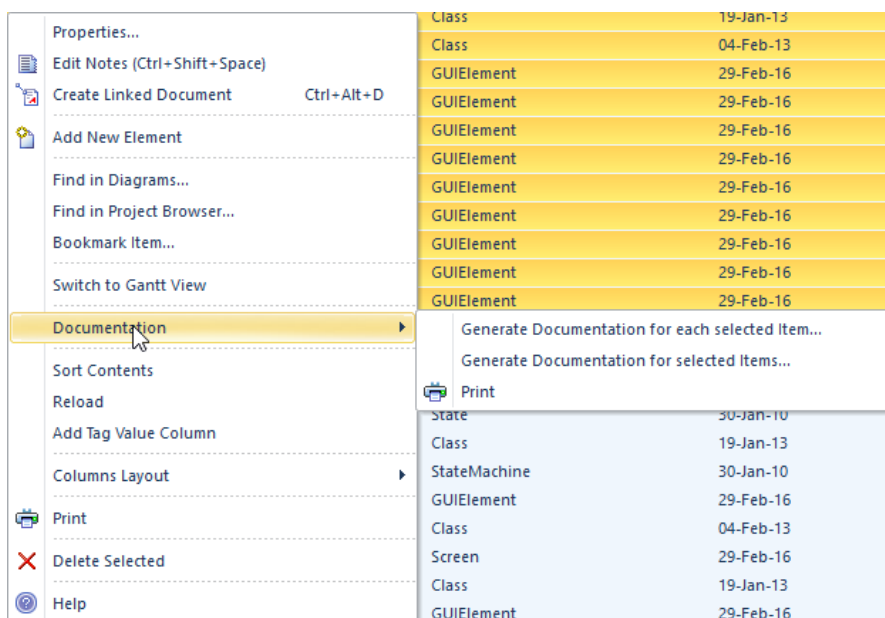 Class 19-Jan-13
Properties...
Class 04-Feb-13
Edit Notes (Ctrl+Shift+Space)
GUIElement 29-Feb-16
Create Linked Document Ctrl+Alt+D
GUIElement 29-Feb-16
Add New Element
GUIElement 29-Feb-16
GUIElement 29-Feb-16
Find in Diagrams...
GUIElement 29-Feb-16
Find in Project Browser...
GUIElement 29-Feb-16
Bookmark Item...
GUIElement 29-Feb-16
GUIElement 29-Feb-16
Switch to Gantt View
GUIElement 29-Feb-16
Documentation
Generate Documentation for each selected Item...
Generate Documentation for selected Items...
Sort Contents
Print
Reload
State 30-Jan-10
Add Tag Value Column
Class 19-Jan-13
Columns Layout
StateMachine 30-Jan-10
GUIElement 29-Feb-16
Print
Class 04-Feb-13
Delete Selected
Screen 29-Feb-16
Class 19-Jan-13
Help
GUIElement 29-Feb-16